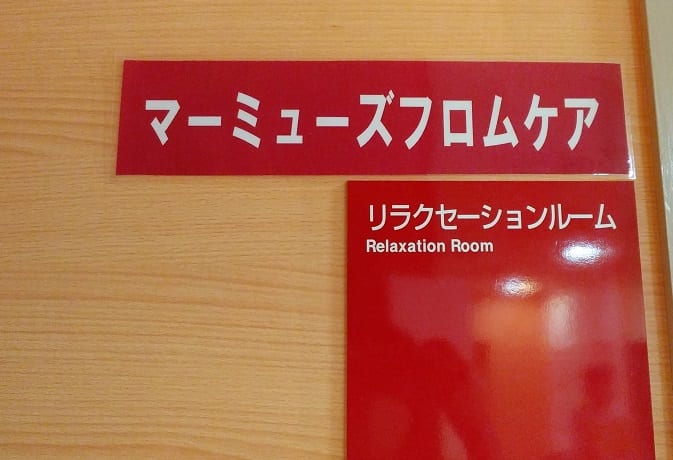 マーミューズフロムケア
リラクセーションルーム
Relaxation Room